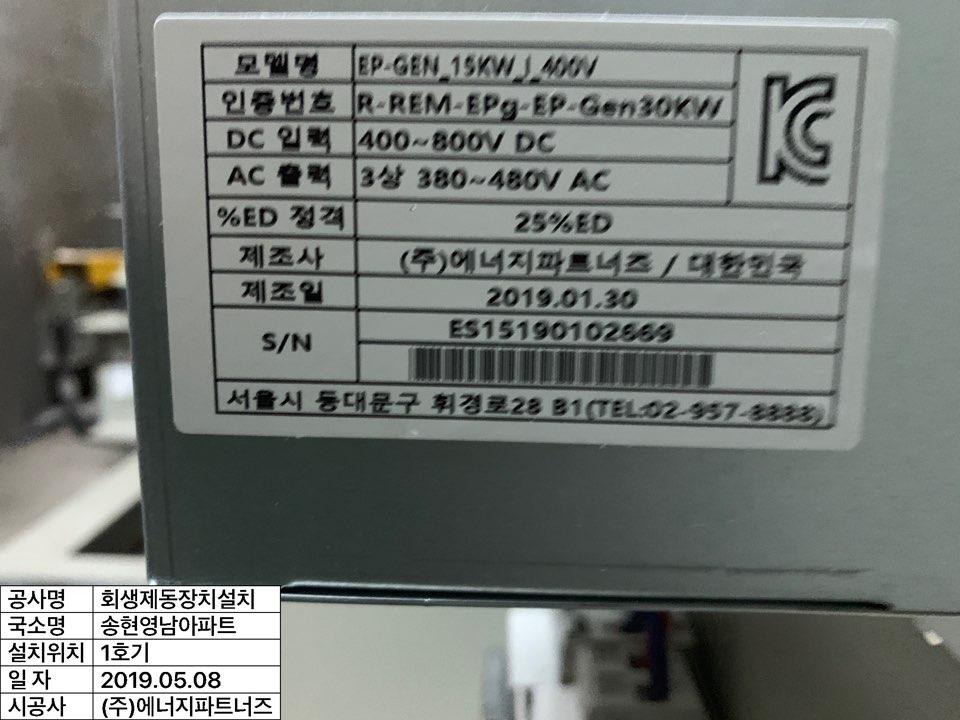 모델명 EP-GEN_15KW_I_400V
인증번호 R-REM-EPg-EP-Gen30KW
DC 입력 400~800V DC
AC 출력 3상 380~480V AC
%ED 정격 25%ED
제조사 (주)에너지파트너즈 / 대한민국
제조일 2019.01.30
S/N ES15190102669
서울시 동대문구 휘경로28 B1(TEL:02-957-8888)
공사명 회생제동장치설치
국소명 송현영남아파트
설치위치 1호기
일 자 2019.05.08
시공사 (주)에너지파트너즈